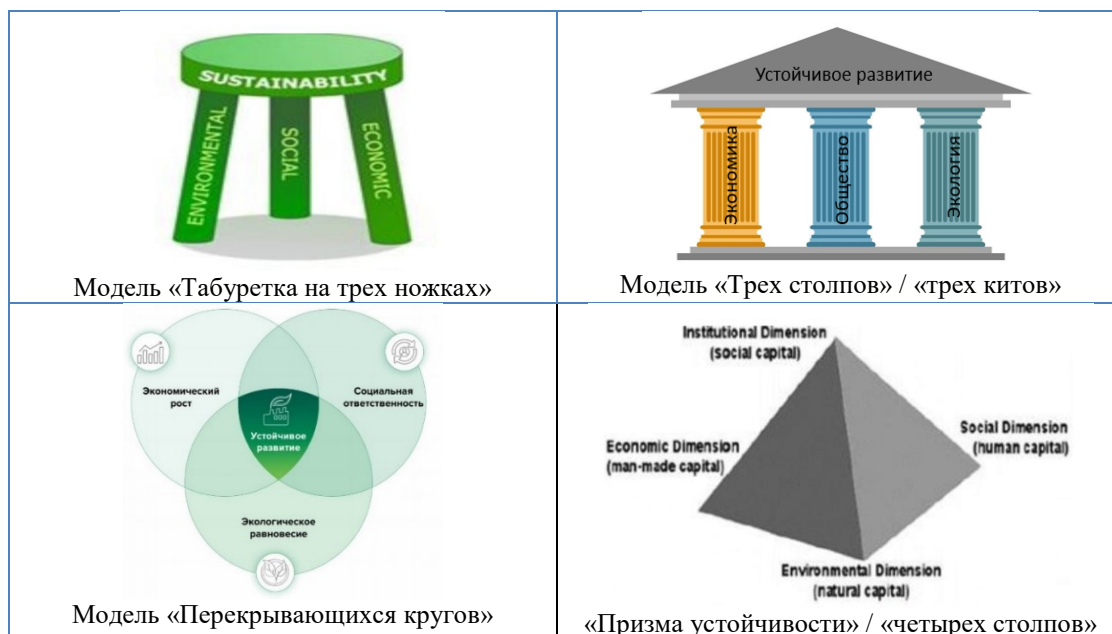 SUSTAINABILITY
ENVIRONMENTAL
SOCIAL
ECONOMIC
Модель «Табуретка на трех ножках»
Устойчивое развитие
Экономика
Общество
Экология
Модель «Трех столпов» / «трех китов»
Экономический
рост
Социальная
ответственность
Устойчивое
развитие
Экологическое
равновесие
Модель «Перекрывающихся кругов»
Institutional Dimension
(social capital)
Economic Dimension
(man-made capital)
Social Dimension
(human capital)
Environmental Dimension
(natural capital)
«Призма устойчивости» / «четырех столпов»